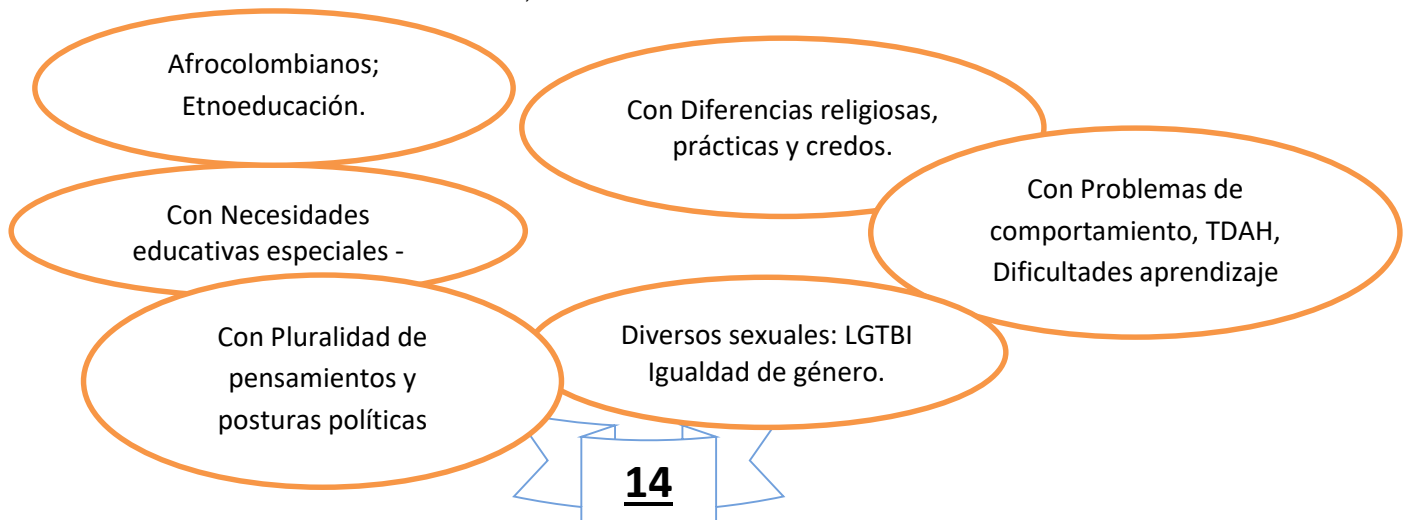 Afrocolombianos;
Etnoeducación.
Con Diferencias religiosas,
prácticas y credos.
Con Problemas de
comportamiento, TDAH,
Dificultades aprendizaje
Con Necesidades
educativas especiales -
Con Pluralidad de
pensamientos y
posturas políticas
Diversos sexuales: LGTBI
Igualdad de género.
14